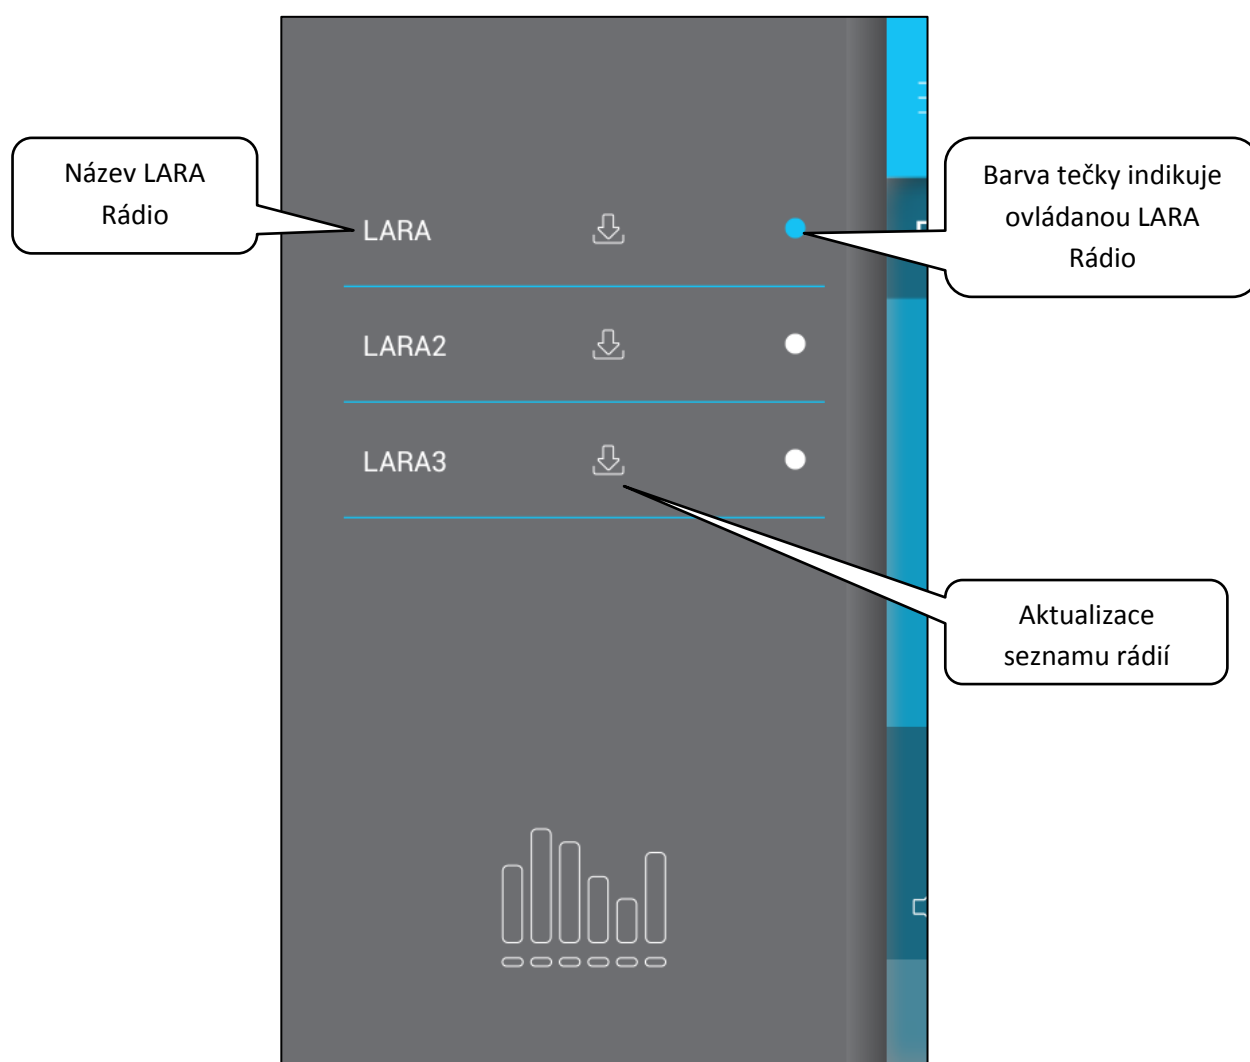 Název LARA
Rádio
Barva tečky indikuje
ovládanou LARA
Rádio
LARA
LARA2
LARA3
Aktualizace
seznamu rádií